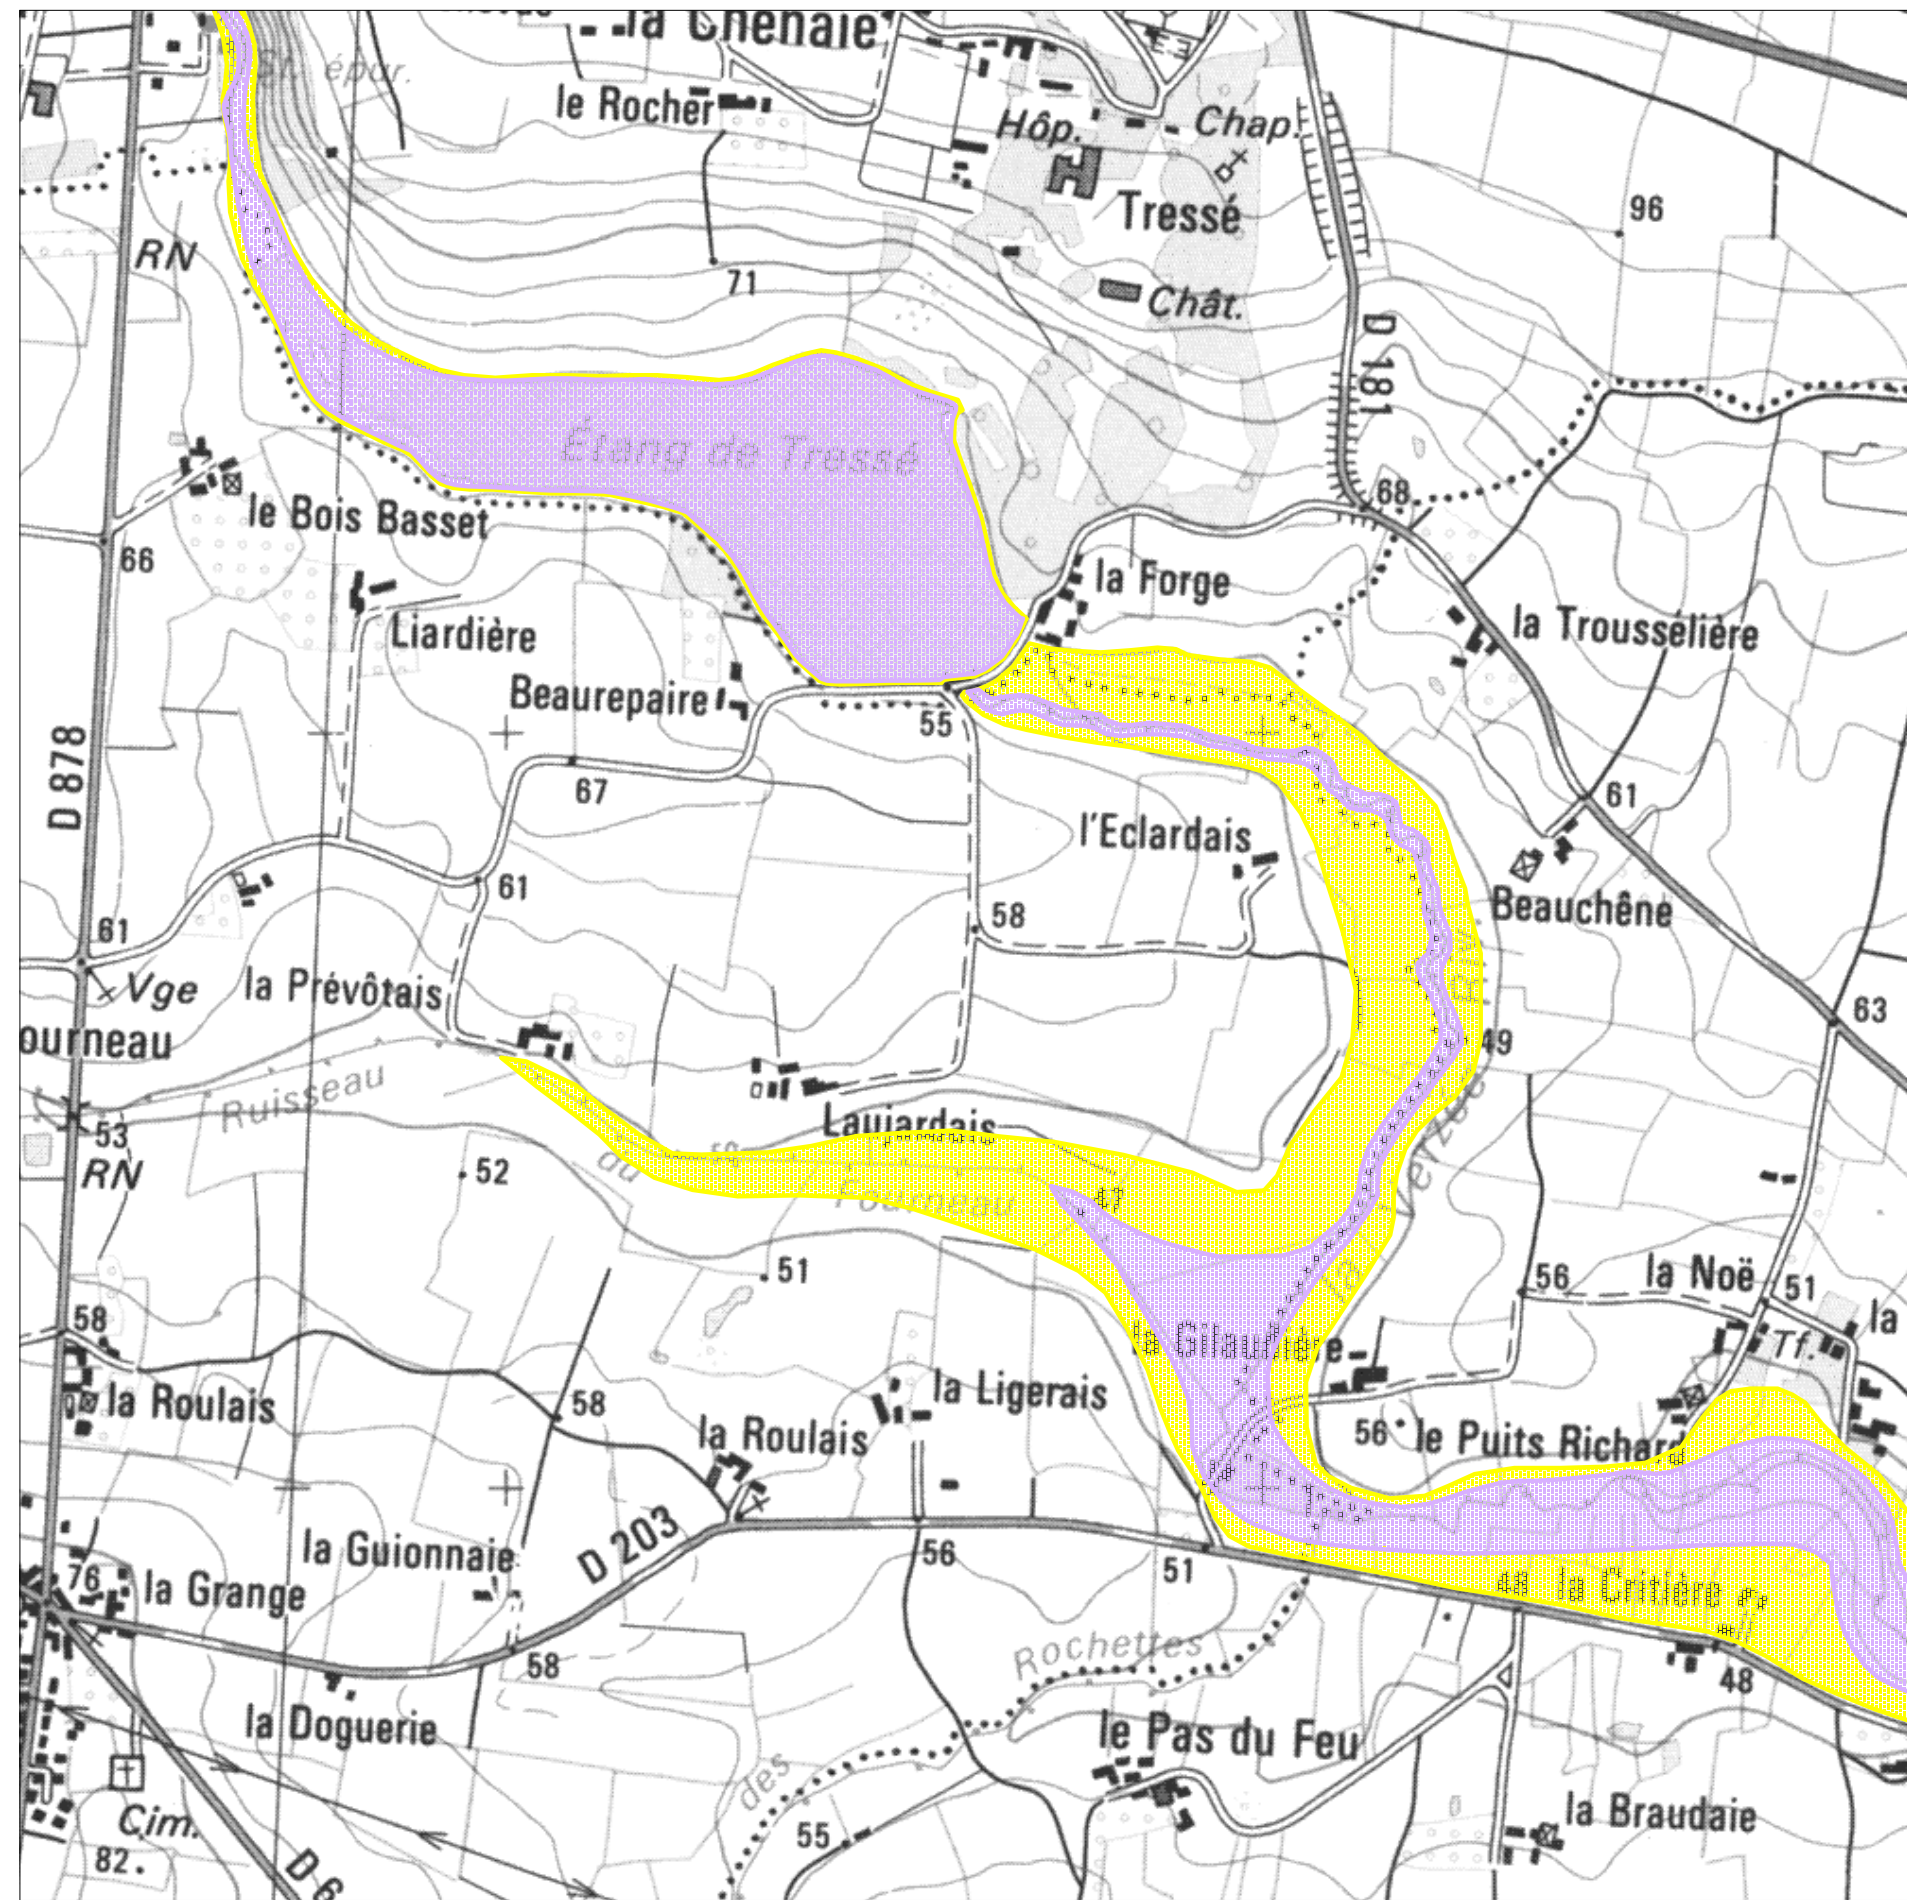 la Chênaie
St. épur.
le Rocher
Hôp.
Chap.
Tressé
96
RN
71
Chât.
D 181
Étang de Tressé
68
le Bois Basset
66
la Forge
Liardière
la Trousselière
Beaurepaire
55
D 878
67
61
l'Eclardais
61
58
Beauchêne
61
Vge
la Prévôtais
63
ourneau
49
Ruisseau
53
Laujardais
RN
52
du
Fourneau
47
51
56
la Noë
51
58
la
la Gilaudière
Tf.
la Roulais
58
la Ligerais
56
le Puits Richard
la Roulais
la Guionnaie
D 203
56
51
76
la Grange
48
la Critière
58
Rochettes
48
la Doguerie
le Pas du Feu
des
Cim.
55
la Braudaie
82
D 6